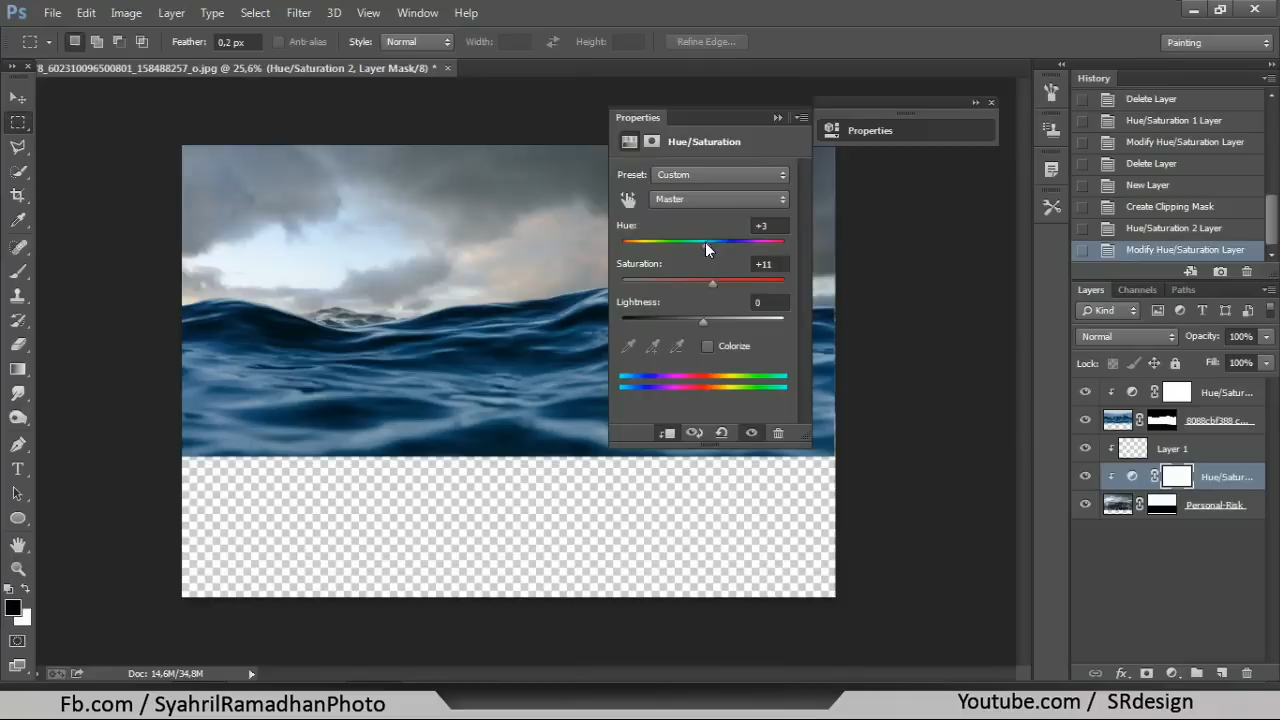 Ps File Edit Image Layer Type Select Filter 3D View Window Help
Feather: 0,2 px Anti-alias Style: Normal Width: Height: Refine Edge... Painting
8_602310096500801_158488257_o.jpg @ 25,6% (Hue/Saturation 2, Layer Mask/8) * ×
History
Delete Layer
Hue/Saturation 1 Layer
Modify Hue/Saturation Layer
Delete Layer
New Layer
Create Clipping Mask
Hue/Saturation 2 Layer
Modify Hue/Saturation Layer
Properties
Properties
Hue/Saturation
Preset: Custom
Master
Hue: +3
Saturation: +11
Lightness: 0
Colorize
Layers Channels Paths
Kind
Normal Opacity: 100%
Lock: Fill: 100%
Hue/Satur...
8088cbf388 c...
Layer 1
Hue/Satur...
Personal-Risk
Doc: 14,6M/34,8M
Fb.com / SyahrilRamadhanPhoto
Youtube.com / SRdesign